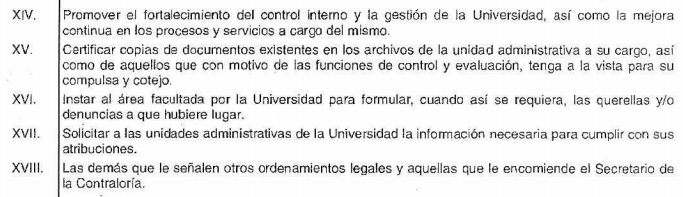 XIV. Promover el fortalecimiento del control interno y la gestión de la Universidad, así como la mejora
continua en los procesos y servicios a cargo del mismo.
XV. Certificar copias de documentos existentes en los archivos de la unidad administrativa a su cargo, así
como de aquellos que con motivo de las funciones de control y evaluación, tenga a la vista para su
compulsa y cotejo.
XVI. Instar al área facultada por la Universidad para formular, cuando así se requiera, las querellas y/o
denuncias a que hubiere lugar.
XVII. Solicitar a las unidades administrativas de la Universidad la información necesaria para cumplir con sus
atribuciones.
XVIII. Las demás que le señalen otros ordenamientos legales y aquellas que le encomiende el Secretario de
la Contraloría.